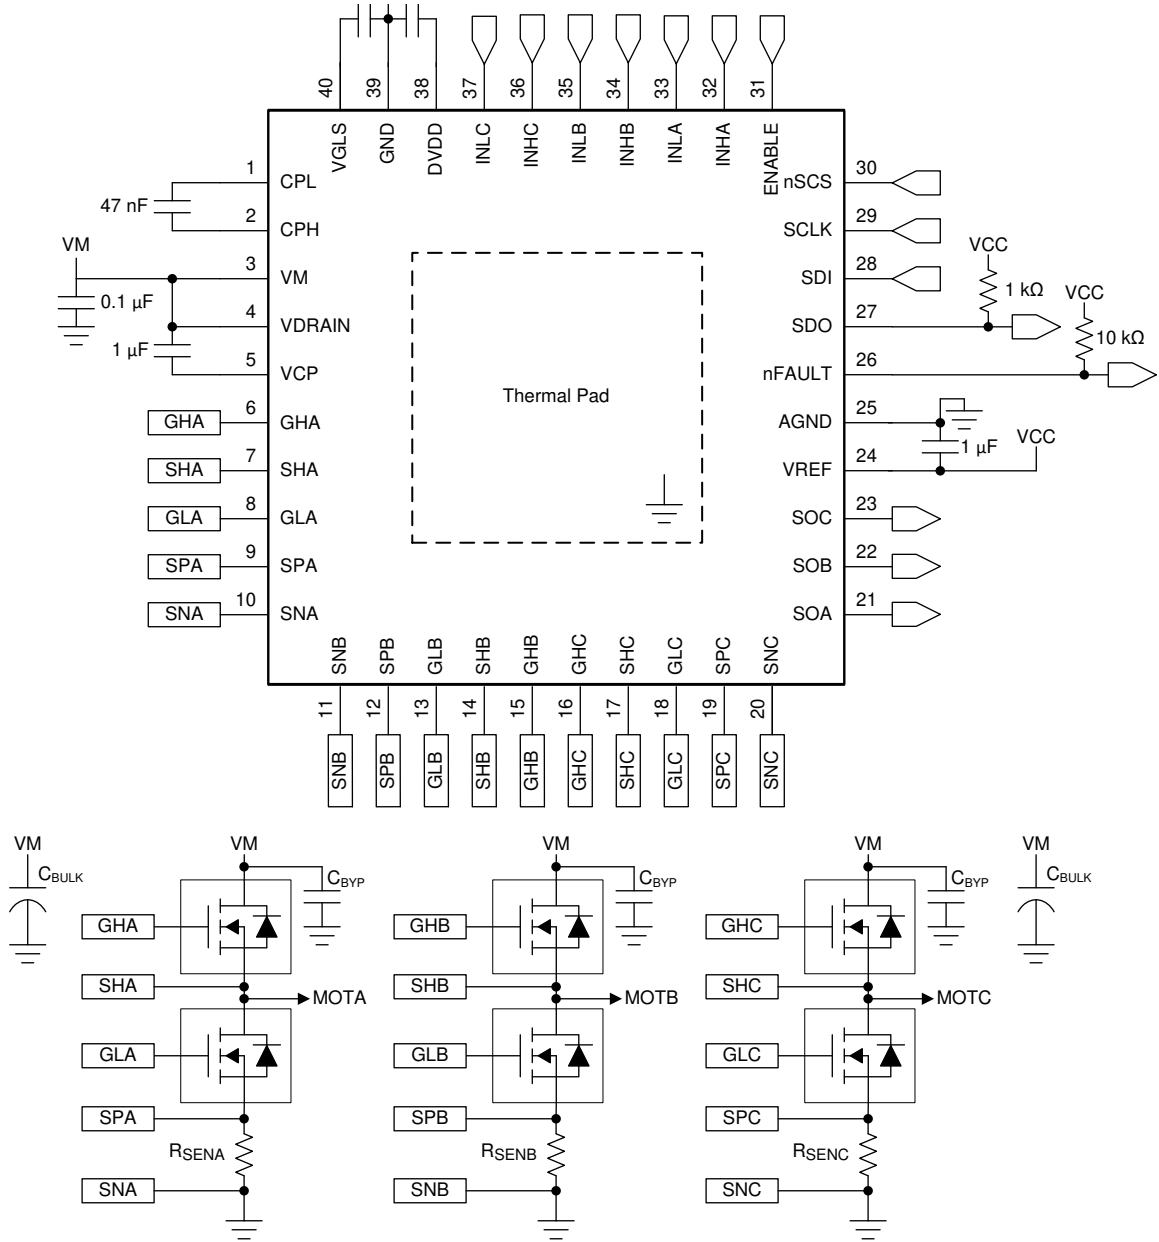 40
39
38
37
36
35
34
33
32
31
VGLS
GND
DVDD
INLC
INHC
INLB
INHB
INLA
INHA
ENABLE
1
CPL
47 nF
2
CPH
VM
3
VM
0.1 µF
4
VDRAIN
1 µF
5
VCP
GHA
6
GHA
SHA
7
SHA
GLA
8
GLA
SPA
9
SPA
SNA
10
SNA
Thermal Pad
nSCS
30
SCLK
29
SDI
28
VCC
1 kΩ
SDO
27
VCC
10 kΩ
nFAULT
26
AGND
25
1 µF
VCC
VREF
24
SOC
23
SOB
22
SOA
21
SNB
SPB
GLB
SHB
GHB
GHC
SHC
GLC
SPC
SNC
11
12
13
14
15
16
17
18
19
20
SNB
SPB
GLB
SHB
GHB
GHC
SHC
GLC
SPC
SNC
VM
CBULK
VM
CBYP
GHA
SHA
MOTA
GLA
SPA
RSENA
SNA
VM
CBYP
GHB
SHB
MOTB
GLB
SPB
RSENB
SNB
VM
CBYP
GHC
SHC
MOTC
GLC
SPC
RSENC
SNC
VM
CBULK